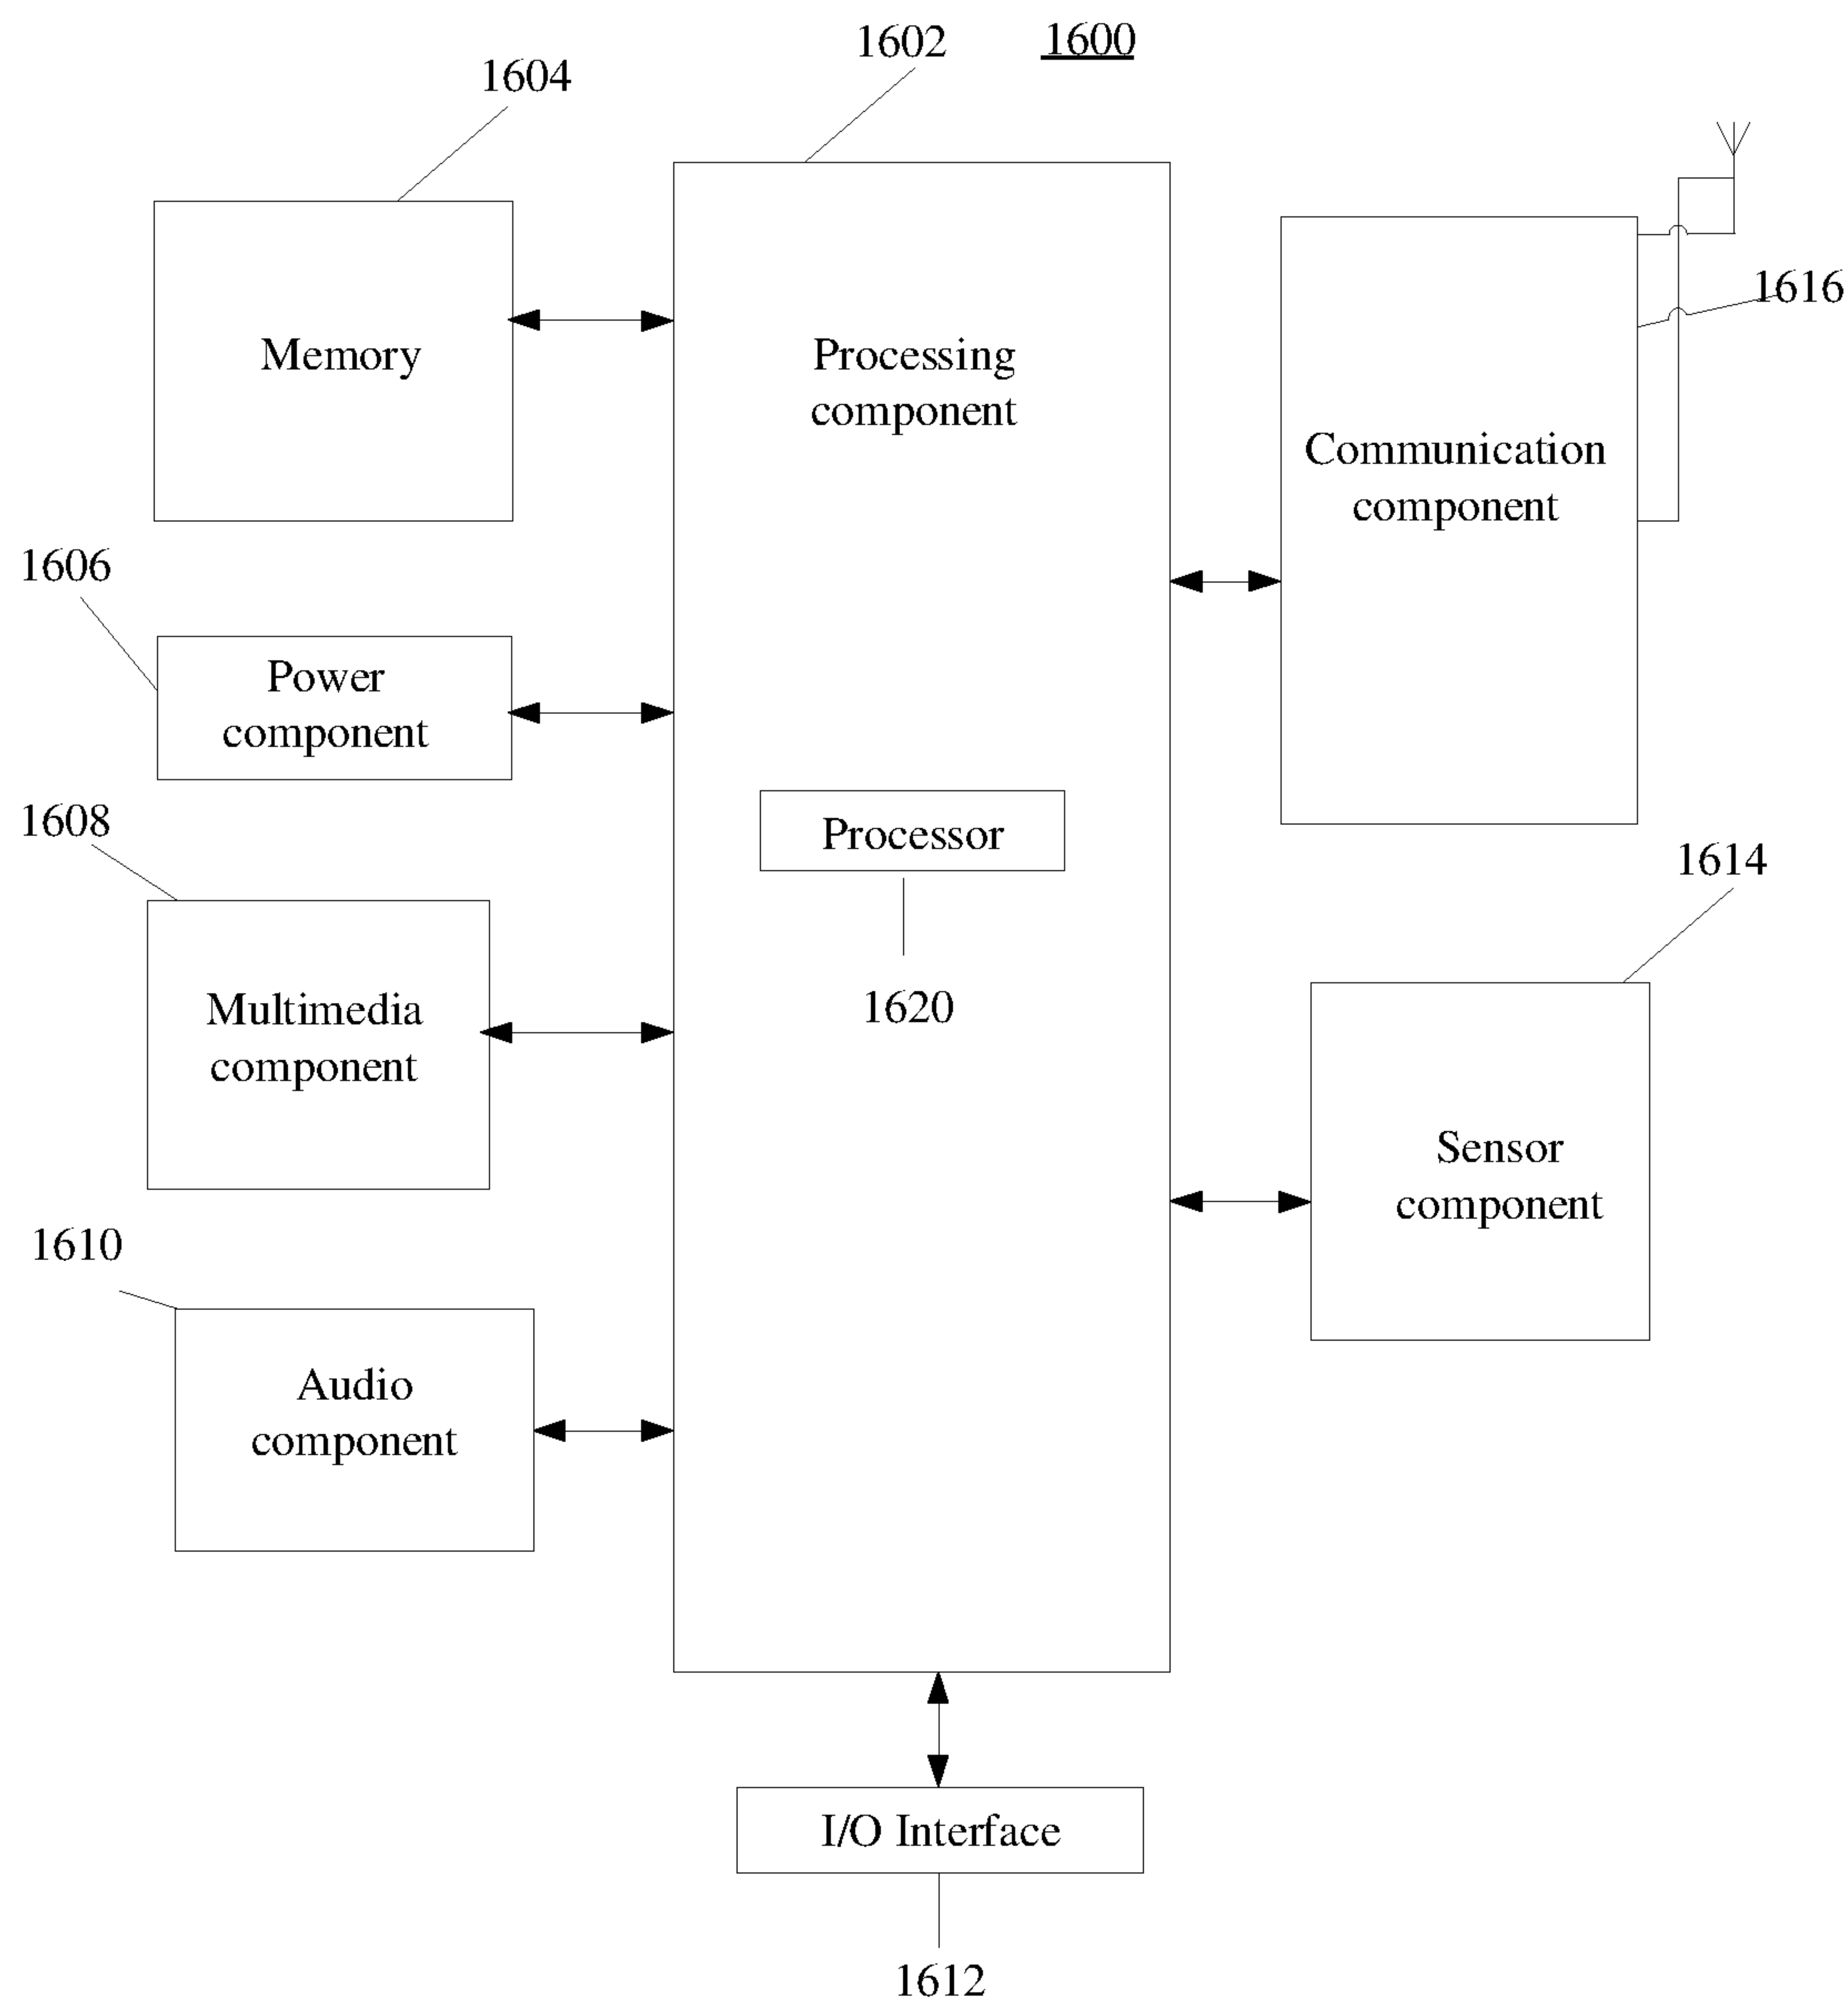 1602
1600
1604
Memory
Processing
component
1616
Communication
component
1606
Power
component
1608
Processor
1614
1620
Multimedia
component
Sensor
component
1610
Audio
component
I/O Interface
1612